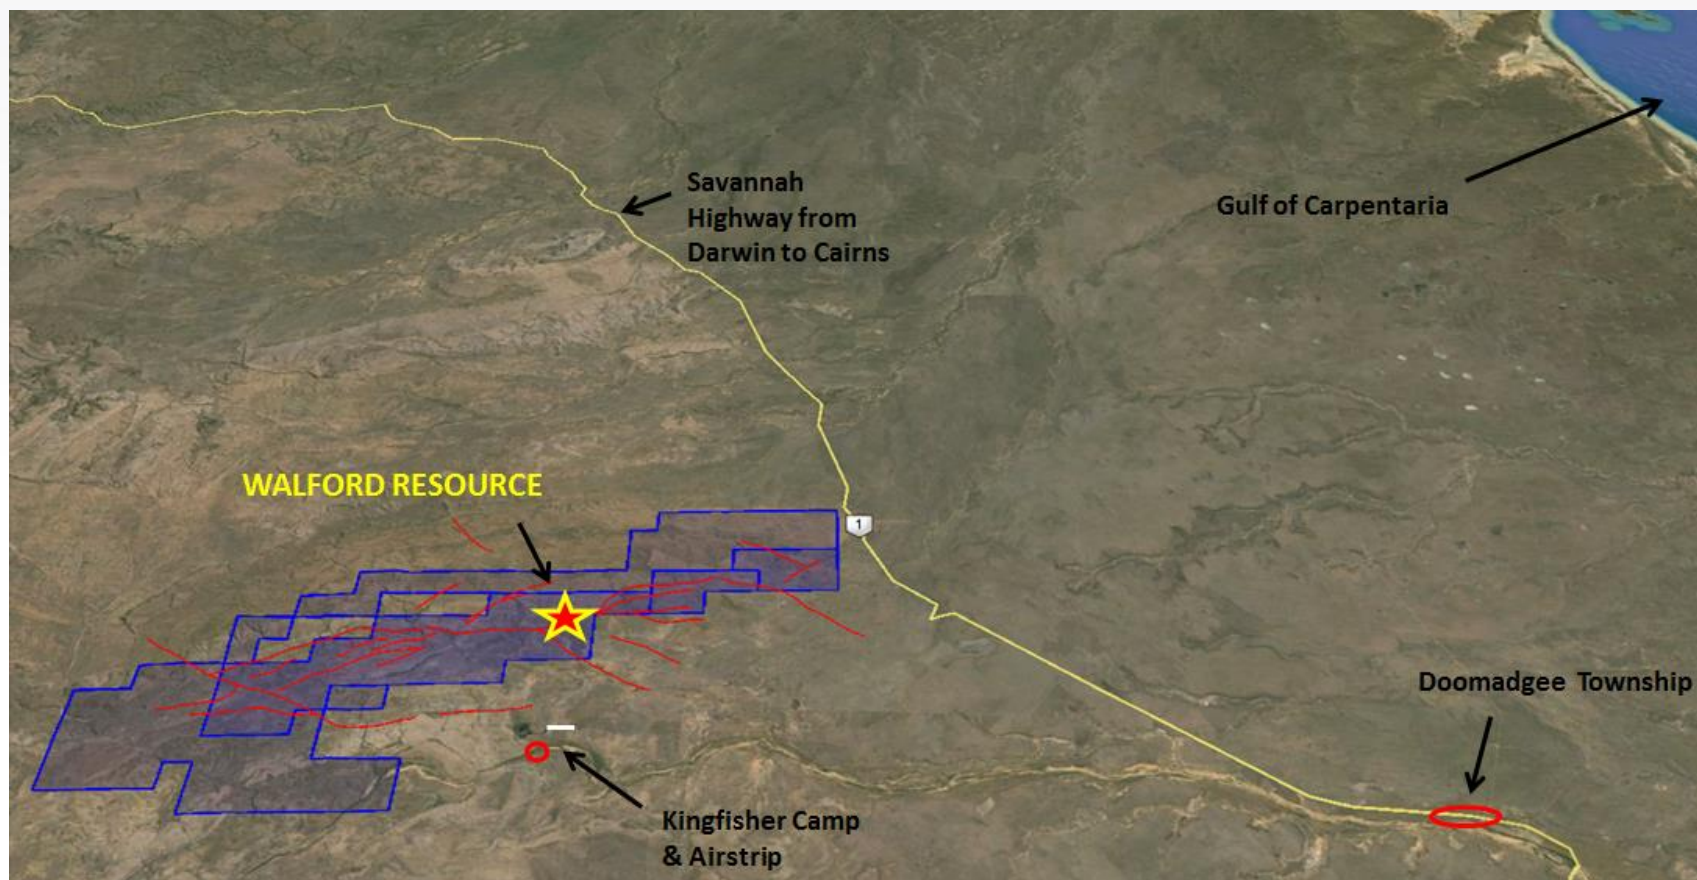 Savannah
Highway from
Darwin to Cairns
Gulf of Carpentaria
WALFORD RESOURCE
1
Doomadgee Township
Kingfisher Camp
& Airstrip